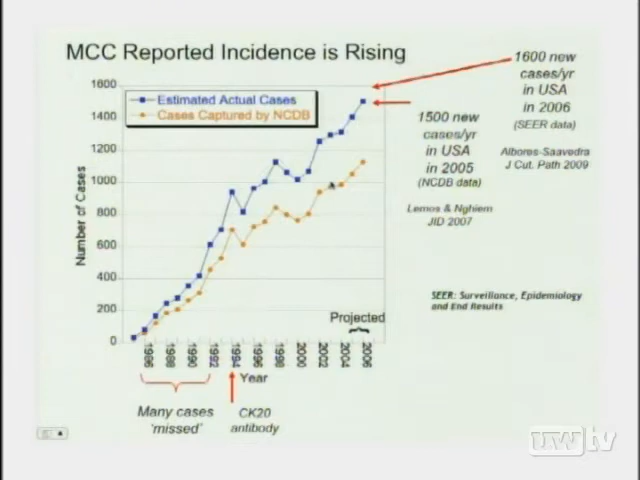 MCC Reported Incidence is Rising
1600
1400
1200
1000
800
600
400
200
0
Number of Cases
Estimated Actual Cases
Cases Captured by NCDB
Projected
1986
1988
1990
1992
1994
1996
1998
2000
2002
2004
2006
Year
Many cases
'missed'
CK20
antibody
1600 new
cases/yr
in USA
in 2006
(SEER data)
Albores-Saavedra
J Cut. Path 2009
1500 new
cases/yr
in USA
in 2005
(NCDB data)
Lemos & Nghiem
JID 2007
SEER: Surveillance, Epidemiology
and End Results
uwtv